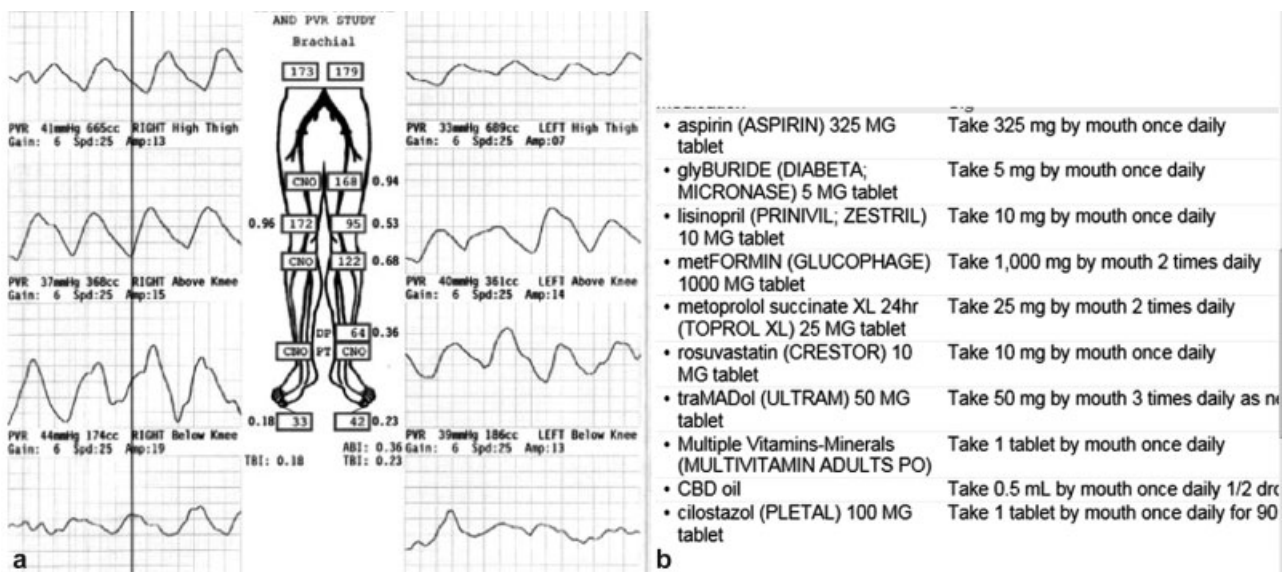 AND PVR STUDY
Brachial
173 179
PVR 41mmHg 665cc RIGHT High Thigh
Gain: 6 Spd:25 Amp:13
PVR 33mmHg 689cc LEFT High Thigh
Gain: 6 Spd:25 Amp:07
CNO 168 0.94
0.96 172 95 0.53
CNO 122 0.68
PVR 37mmHg 368cc RIGHT Above Knee
Gain: 6 Spd:25 Amp:15
PVR 40mmHg 361cc LEFT Above Knee
Gain: 6 Spd:25 Amp:14
DP 64 0.36
CNO PT CNO
0.18 33 42 0.23
PVR 44mmHg 174cc RIGHT Below Knee
Gain: 6 Spd:25 Amp:19
PVR 39mmHg 186cc LEFT Below Knee
Gain: 6 Spd:25 Amp:13
ABI: 0.36
TBI: 0.18 TBI: 0.23
a
• aspirin (ASPIRIN) 325 MG Take 325 mg by mouth once daily
tablet
• glyBURIDE (DIABETA; Take 5 mg by mouth once daily
MICRONASE) 5 MG tablet
• lisinopril (PRINIVIL; ZESTRIL) Take 10 mg by mouth once daily
10 MG tablet
• metFORMIN (GLUCOPHAGE) Take 1,000 mg by mouth 2 times daily
1000 MG tablet
• metoprolol succinate XL 24hr Take 25 mg by mouth 2 times daily
(TOPROL XL) 25 MG tablet
• rosuvastatin (CRESTOR) 10 Take 10 mg by mouth once daily
MG tablet
• traMADol (ULTRAM) 50 MG Take 50 mg by mouth 3 times daily as
tablet
• Multiple Vitamins-Minerals Take 1 tablet by mouth once daily
(MULTIVITAMIN ADULTS PO)
• CBD oil Take 0.5 mL by mouth once daily 1/2
• cilostazol (PLETAL) 100 MG Take 1 tablet by mouth once daily for 90
tablet
b